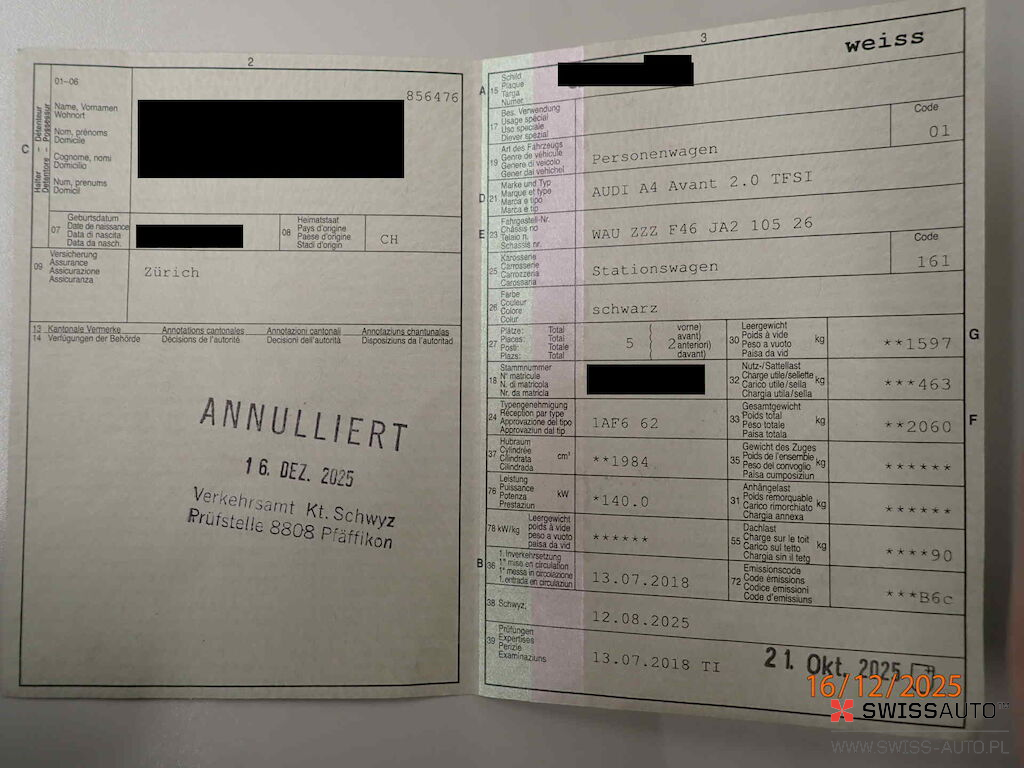 2
01-06
856476
Halter – Détenteur
Detentore – Possessur
C
Name, Vornamen
Wohnort
Nom, prénoms
Domicile
Cognome, nomi
Domicilio
Num, prenums
Domicil
07
Geburtsdatum
Date de naissance
Data di nascita
Data da nasch.
08
Heimatstaat
Pays d'origine
Paese d'origine
Stadi d'origin
CH
09
Versicherung
Assurance
Assicurazione
Assicuranza
Zürich
13 Kantonale Vermerke Annotations cantonales Annotazioni cantonali Annotaziuns chantunalas
14 Verfügungen der Behörde Décisions de l'autorité Decisioni dell'autorità Disposiziuns da l'autoritad
ANNULLIERT
16. DEZ. 2025
Verkehrsamt Kt. Schwyz
Prüfstelle 8808 Pfäffikon
3
weiss
A 15
Schild
Plaque
Targa
Numer
17
Bes. Verwendung
Usage spécial
Uso speciale
Diever spezial
Code
01
19
Art des Fahrzeugs
Genre de véhicule
Genere di veicolo
Gener dal vehichel
Personenwagen
D 21
Marke und Typ
Marque et type
Marca e tipo
Marca e tip
AUDI A4 Avant 2.0 TFSI
E 23
Fahrgestell-Nr.
Châssis no
Telaio n.
Schassis nr.
WAU ZZZ F46 JA2 105 26
25
Karosserie
Carrosserie
Carrozzeria
Carossaria
Stationswagen
Code
161
26
Farbe
Couleur
Colore
Colur
schwarz
27
Plätze: Total
Places: Total
Posti: Totale
Plazs: Total
5
2
vorne)
avant)
anteriori)
davant)
30
Leergewicht
Poids à vide
Peso a vuoto
Paisa da vid
kg
**1597
G
18
Stammnummer
N° matricule
N. di matricola
Nr. da matricla
32
Nutz-/Sattellast
Charge utile/sellette
Carico utile/sella
Chargia utila/sella
kg
***463
24
Typengenehmigung
Réception par type
Approvazione del tipo
Approvaziun dal tip
1AF6 62
33
Gesamtgewicht
Poids total
Peso totale
Paisa totala
kg
**2060
F
37
Hubraum
Cylindrée
Cilindrata
Cilindrada
cm³
**1984
35
Gewicht des Zuges
Poids de l'ensemble
Peso del convoglio
Paisa cumposiziun
kg
******
76
Leistung
Puissance
Potenza
Prestaziun
kW
*140.0
31
Anhängelast
Poids remorquable
Carico rimorchiato
Chargia annexa
kg
******
78 kW/kg
Leergewicht
poids à vide
peso a vuoto
paisa da vid
******
55
Dachlast
Charge sur le toit
Carico sul tetto
Chargia sin il tetg
kg
****90
B 36
1. Inverkehrsetzung
1re mise en circulation
1a messa in circolazione
1. entrada en circulaziun
13.07.2018
72
Emissionscode
Code émissions
Codice emissioni
Code d'emissiuns
***B6c
38 Schwyz,
12.08.2025
39
Prüfungen
Expertises
Perizie
Examinaziuns
13.07.2018 TI
21. Okt. 2025
16/12/2025
SWISSAUTO™
WWW.SWISS-AUTO.PL